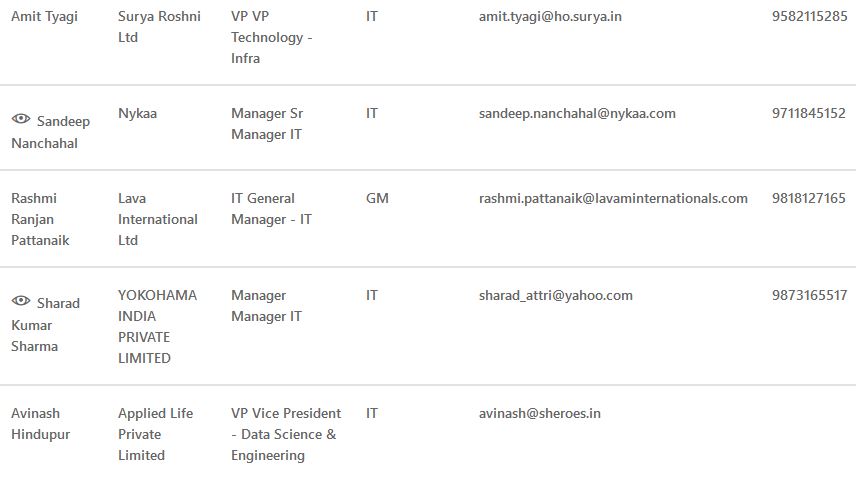 Amit Tyagi
Surya Roshni
Ltd
VP VP
Technology -
Infra
IT
amit.tyagi@ho.surya.in
9582115285
Sandeep
Nanchahal
Nykaa
Manager Sr
Manager IT
IT
sandeep.nanchahal@nykaa.com
9711845152
Rashmi
Ranjan
Pattanaik
Lava
International
Ltd
IT General
Manager - IT
GM
rashmi.pattanaik@lavaminternationals.com
9818127165
Sharad
Kumar
Sharma
YOKOHAMA
INDIA
PRIVATE
LIMITED
Manager
Manager IT
IT
sharad_attri@yahoo.com
9873165517
Avinash
Hindupur
Applied Life
Private
Limited
VP Vice President
- Data Science &
Engineering
IT
avinash@sheroes.in